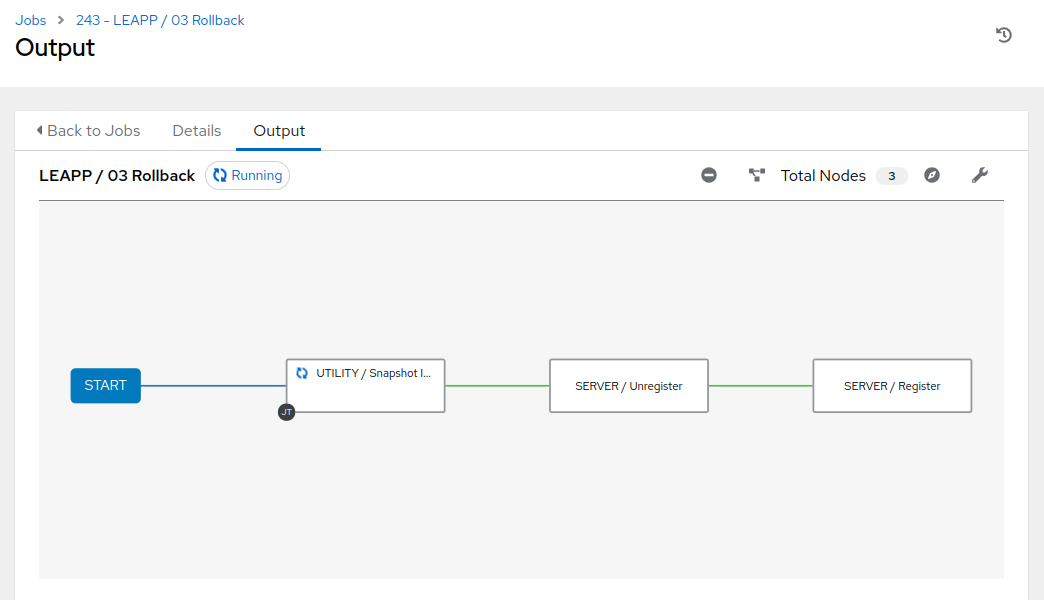 Jobs > 243 - LEAPP / 03 Rollback
Output
Back to Jobs Details Output
LEAPP / 03 Rollback Running Total Nodes 3
START
UTILITY / Snapshot I...
JT
SERVER / Unregister
SERVER / Register